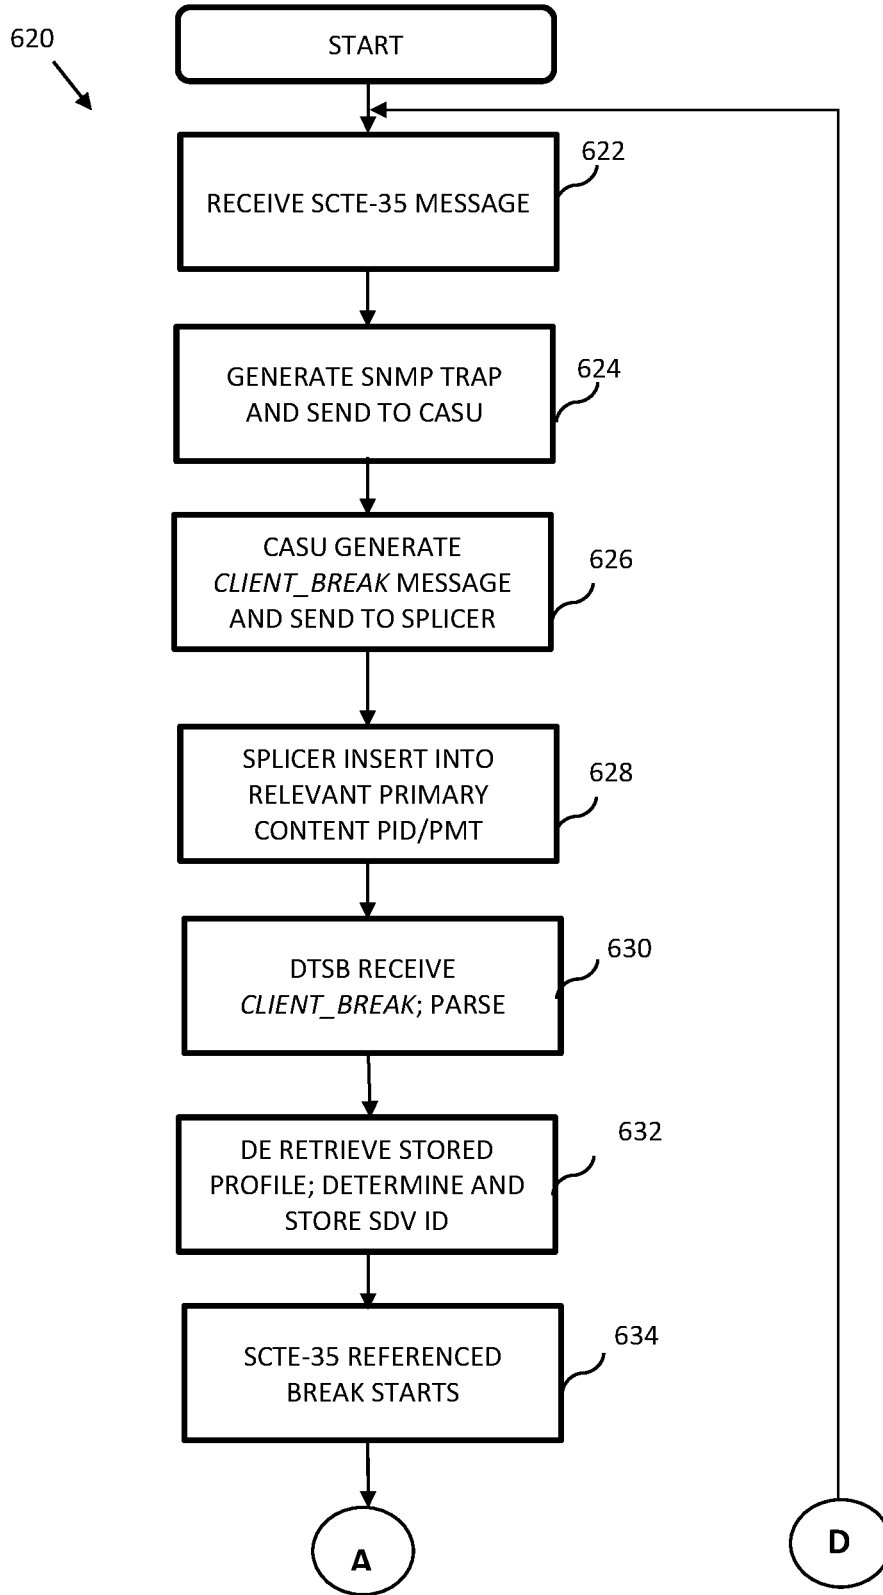 620
START
622
RECEIVE SCTE-35 MESSAGE
624
GENERATE SNMP TRAP
AND SEND TO CASU
626
CASU GENERATE
CLIENT_BREAK MESSAGE
AND SEND TO SPLICER
628
SPLICER INSERT INTO
RELEVANT PRIMARY
CONTENT PID/PMT
630
DTSB RECEIVE
CLIENT_BREAK; PARSE
632
DE RETRIEVE STORED
PROFILE; DETERMINE AND
STORE SDV ID
634
SCTE-35 REFERENCED
BREAK STARTS
A
D